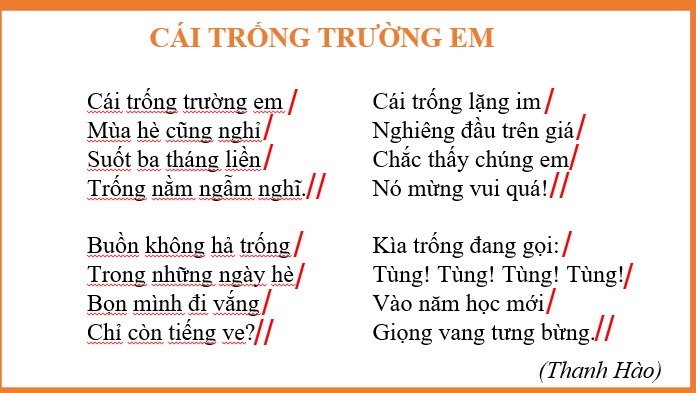 CÁI TRỐNG TRƯỜNG EM
Cái trống trường em /
Mùa hè cũng nghỉ /
Suốt ba tháng liền /
Trống nằm ngẫm nghĩ. //
Buồn không hả trống /
Trong những ngày hè /
Bọn mình đi vắng /
Chỉ còn tiếng ve? //
Cái trống lặng im /
Nghiêng đầu trên giá /
Chắc thấy chúng em /
Nó mừng vui quá! //
Kìa trống đang gọi: /
Tùng! Tùng! Tùng! Tùng! /
Vào năm học mới /
Giọng vang tưng bừng. //
(Thanh Hào)